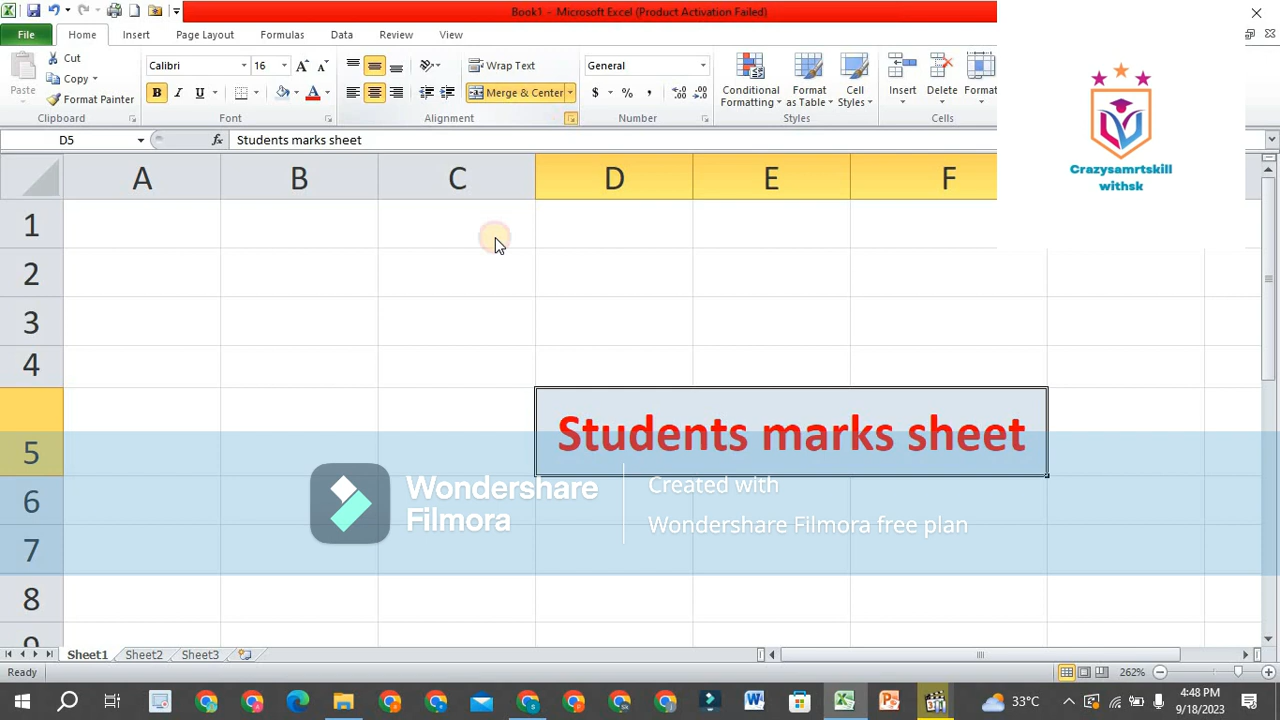 Book1 - Microsoft Excel (Product Activation Failed)
File Home Insert Page Layout Formulas Data Review View
Cut
Copy
Format Painter
Paste
Clipboard
Calibri 16
B I U A
Font
Wrap Text
Merge & Center
Alignment
General
$ % ,
Number
Conditional Formatting
Format as Table
Cell Styles
Styles
Insert Delete Format
Cells
Crazysamrtskill
withsk
D5 fx Students marks sheet
A B C D E F
1
2
3
4
5
6
7
8
9
Students marks sheet
Wondershare
Filmora
Created with
Wondershare Filmora free plan
Sheet1 Sheet2 Sheet3
Ready 262%
33°C
4:48 PM
9/18/2023